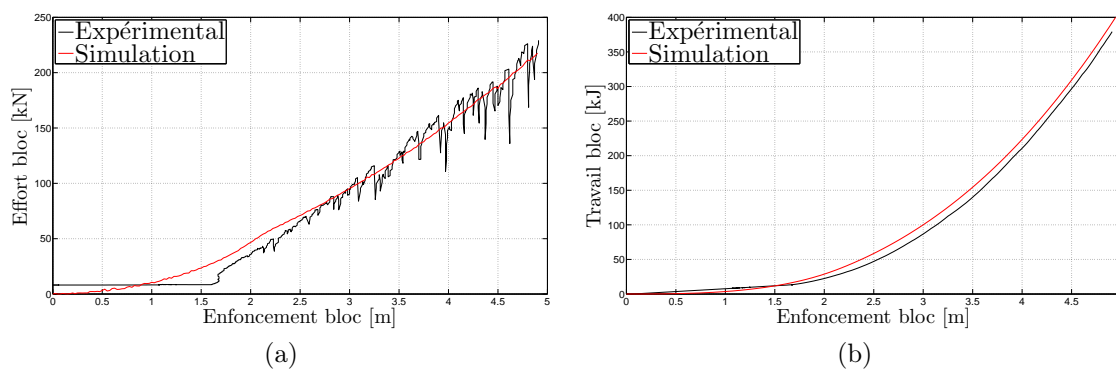 Expérimental
Simulation
Effort bloc [kN]
250
200
150
100
50
0
0 0.5 1 1.5 2 2.5 3 3.5 4 4.5 5
Enfoncement bloc [m]
(a)
Expérimental
Simulation
Travail bloc [kJ]
400
350
300
250
200
150
100
50
0
0 0.5 1 1.5 2 2.5 3 3.5 4 4.5
Enfoncement bloc [m]
(b)